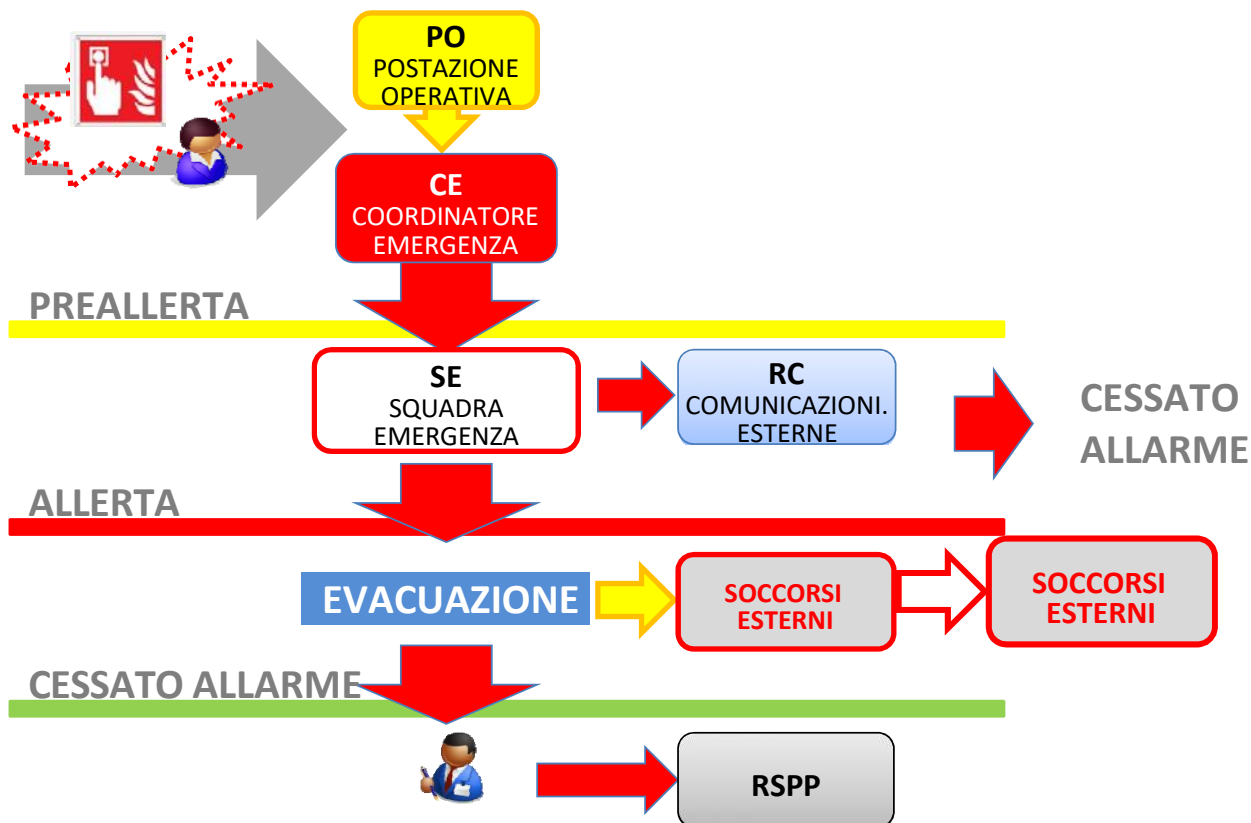 PO
POSTAZIONE
OPERATIVA
CE
COORDINATORE
EMERGENZA
PREALLERTA
SE
SQUADRA
EMERGENZA
RC
COMUNICAZIONI.
ESTERNE
CESSATO
ALLARME
ALLERTA
EVACUAZIONE
SOCCORSI
ESTERNI
SOCCORSI
ESTERNI
CESSATO ALLARME
RSPP